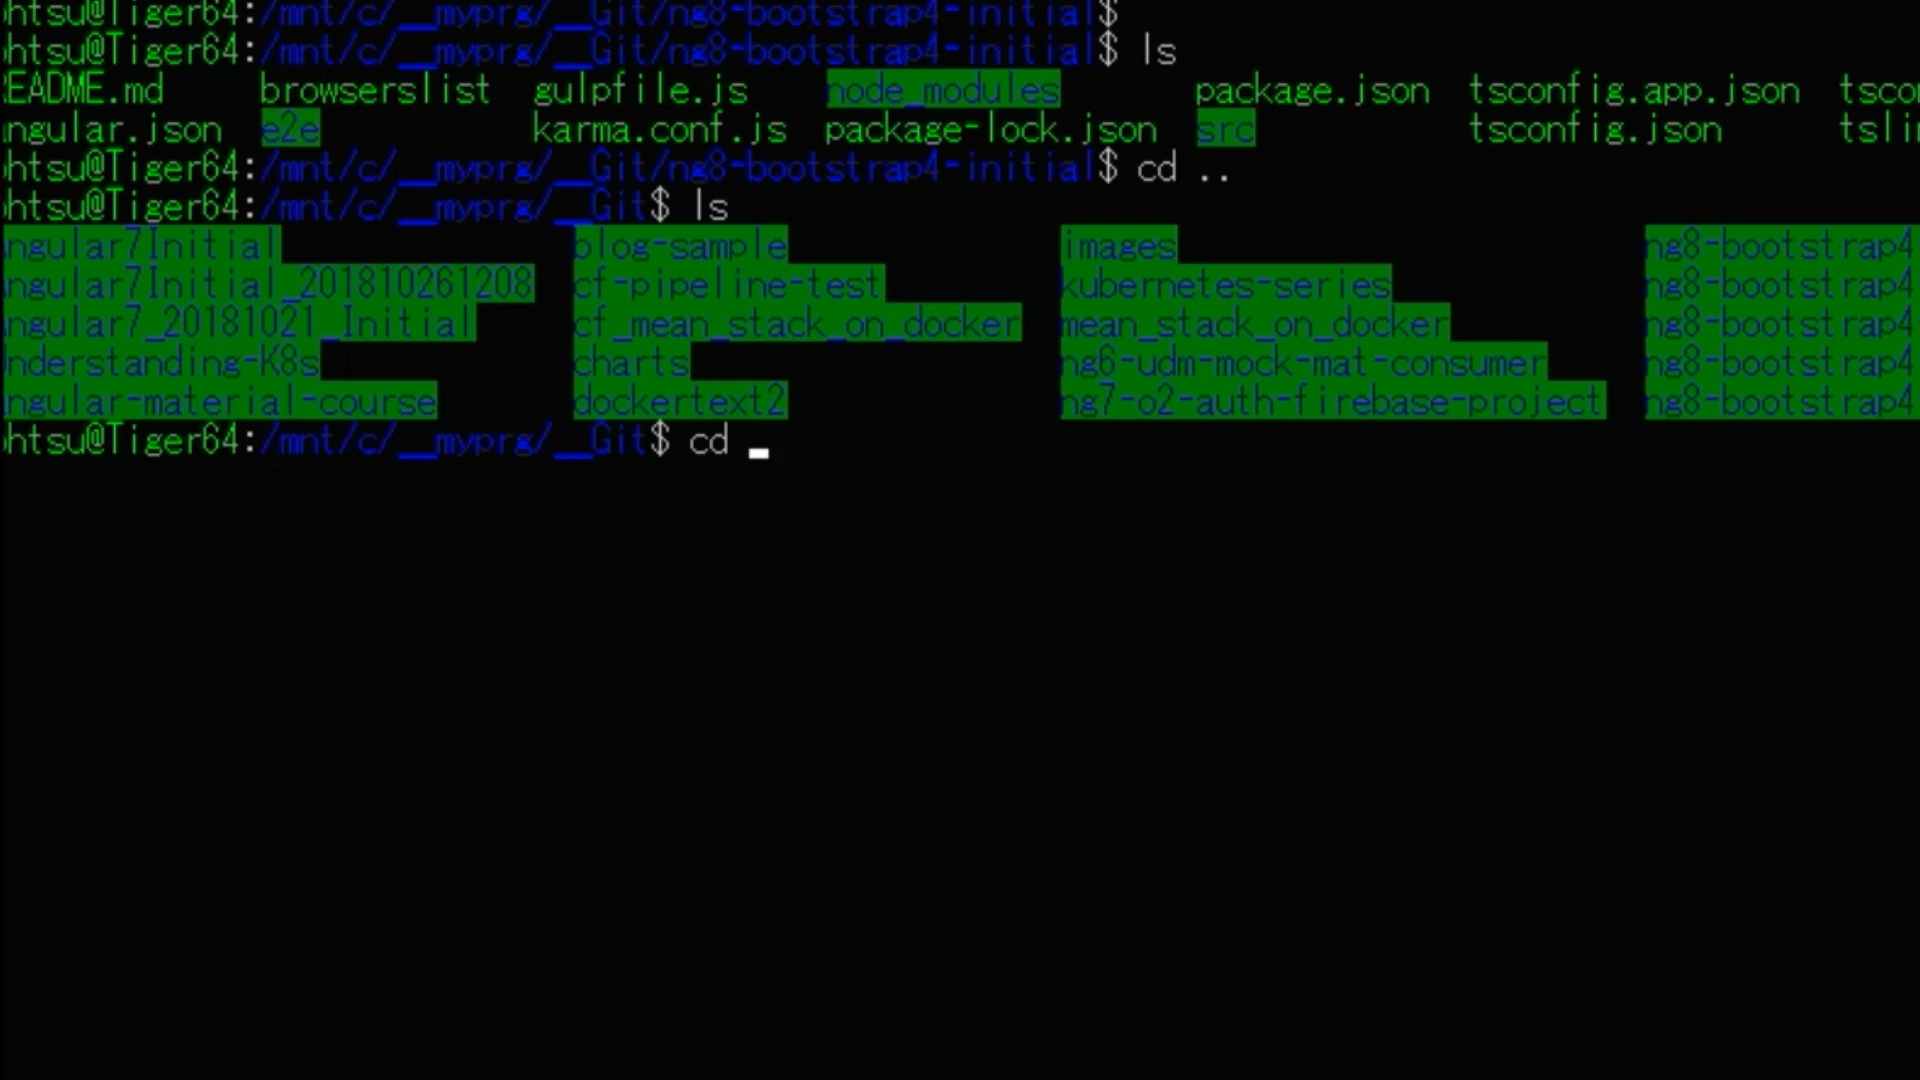 ohtsu@Tiger64:/mnt/c/__myprg/__Git/ng8-bootstrap4-initial$
ohtsu@Tiger64:/mnt/c/__myprg/__Git/ng8-bootstrap4-initial$ ls
EADME.md browserslist gulpfile.js node_modules package.json tsconfig.app.json tsco
ngular.json e2e karma.conf.js package-lock.json src tsconfig.json tsli
ohtsu@Tiger64:/mnt/c/__myprg/__Git/ng8-bootstrap4-initial$ cd ..
ohtsu@Tiger64:/mnt/c/__myprg/__Git$ ls
ngular7Initial blog-sample images ng8-bootstrap4
ngular7Initial_201810261208 cf-pipeline-test kubernetes-series ng8-bootstrap4
ngular7_20181021_Initial cf_mean_stack_on_docker mean_stack_on_docker ng8-bootstrap4
nderstanding-K8s charts ng6-udm-mock-mat-consumer ng8-bootstrap4
ngular-material-course dockertext2 ng7-o2-auth-firebase-project ng8-bootstrap4
ohtsu@Tiger64:/mnt/c/__myprg/__Git$ cd